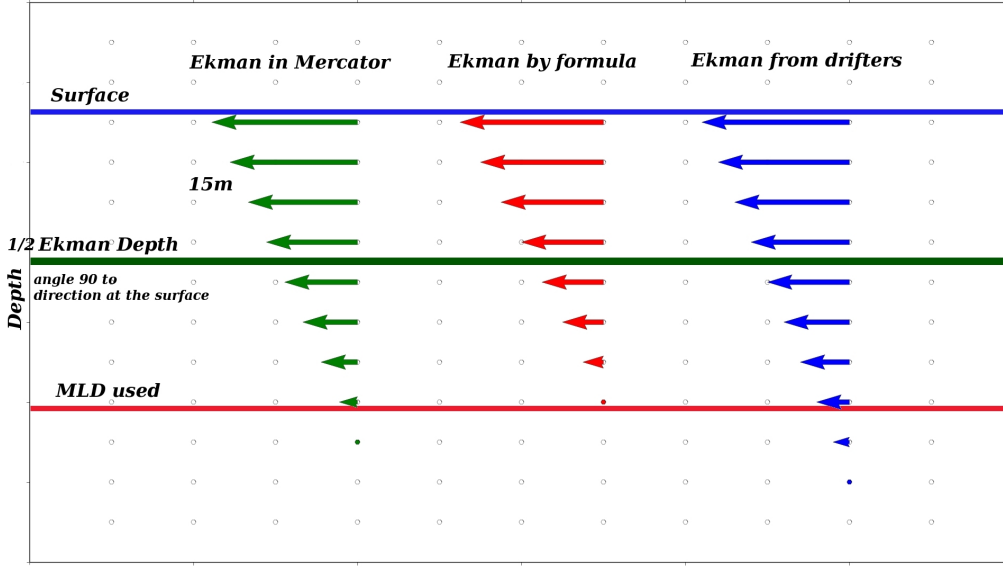 Ekman in Mercator
Ekman by formula
Ekman from drifters
Surface
15m
1/2 Ekman Depth
angle 90 to
direction at the surface
Depth
MLD used